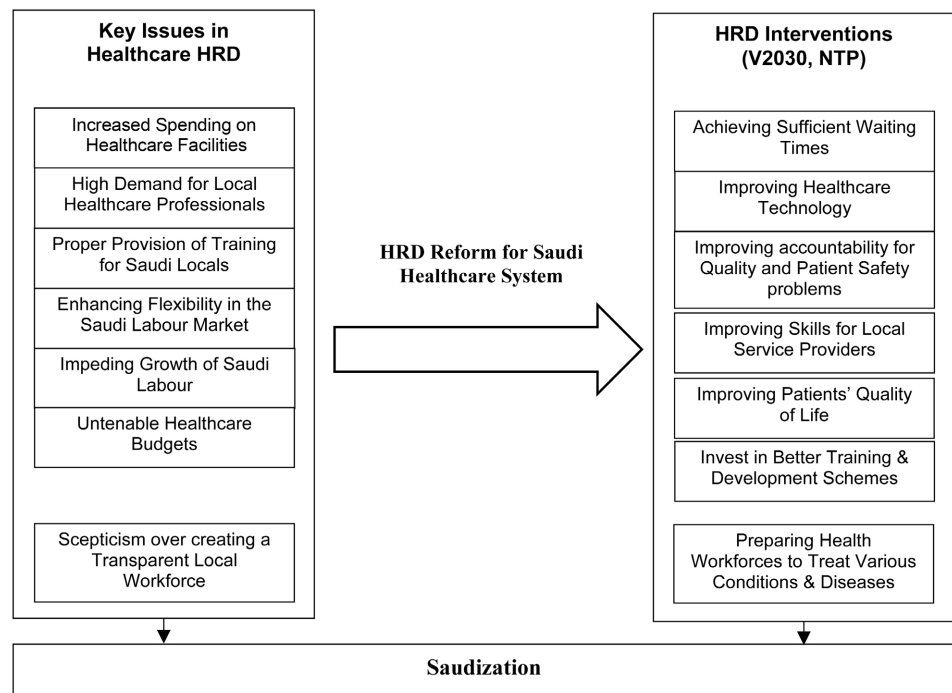 Key Issues in
Healthcare HRD
Increased Spending on
Healthcare Facilities
High Demand for Local
Healthcare Professionals
Proper Provision of Training
for Saudi Locals
Enhancing Flexibility in the
Saudi Labour Market
Impeding Growth of Saudi
Labour
Untenable Healthcare
Budgets
Scepticism over creating a
Transparent Local
Workforce
HRD Reform for Saudi
Healthcare System
HRD Interventions
(V2030, NTP)
Achieving Sufficient Waiting
Times
Improving Healthcare
Technology
Improving accountability for
Quality and Patient Safety
problems
Improving Skills for Local
Service Providers
Improving Patients' Quality
of Life
Invest in Better Training &
Development Schemes
Preparing Health
Workforces to Treat Various
Conditions & Diseases
Saudization